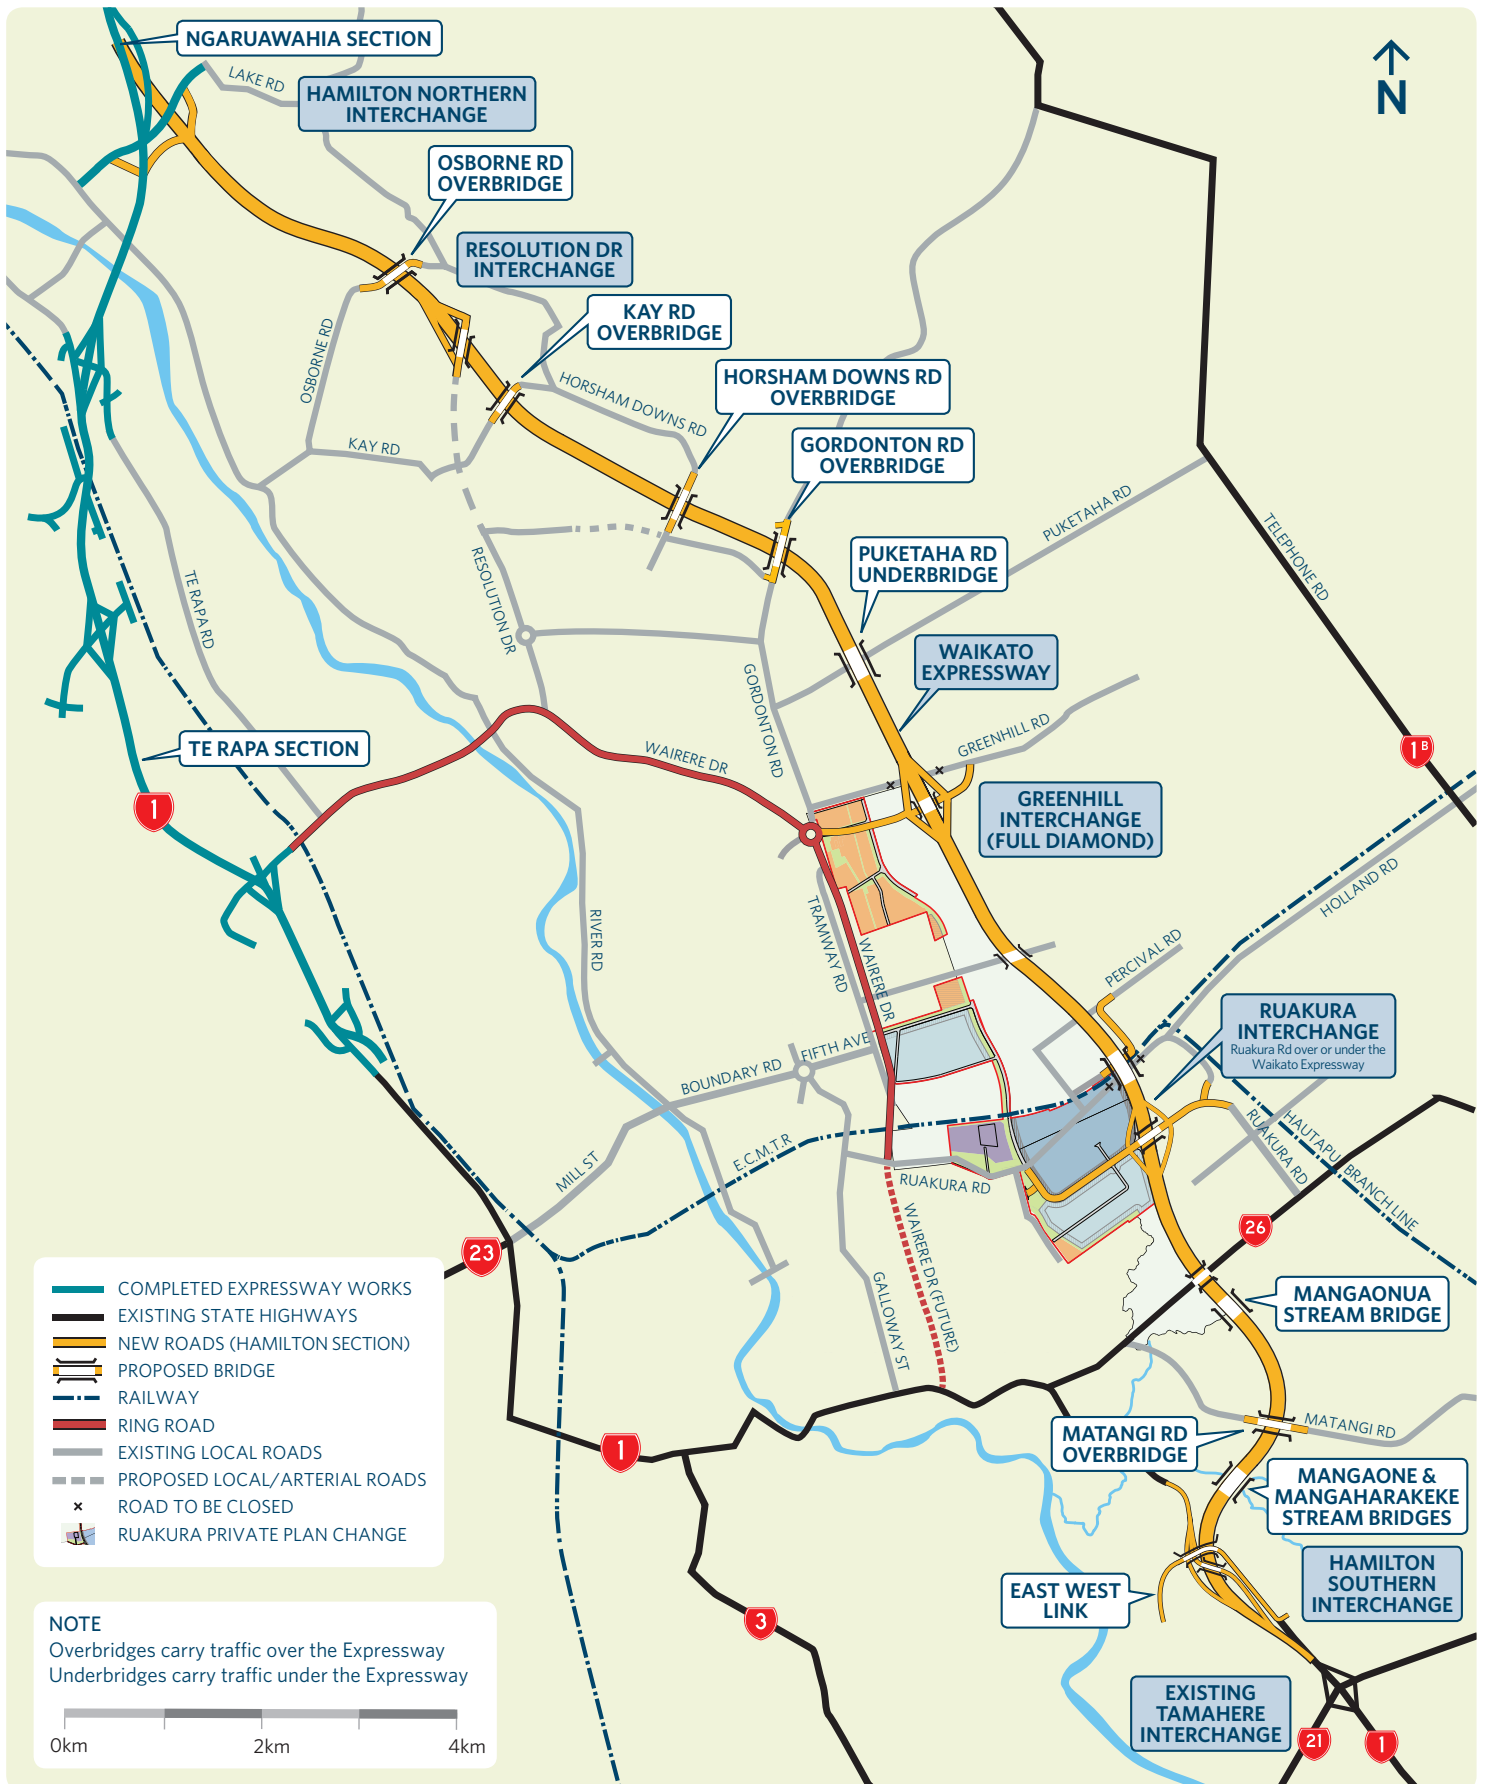 NGARUAWAHIA SECTION
LAKE RD
HAMILTON NORTHERN
INTERCHANGE
N
OSBORNE RD
OVERBRIDGE
RESOLUTION DR
INTERCHANGE
KAY RD
OVERBRIDGE
OSBORNE RD
HORSHAM DOWNS RD
HORSHAM DOWNS RD
OVERBRIDGE
KAY RD
GORDONTON RD
OVERBRIDGE
PUKETAHA RD
TELEPHONE RD
PUKETAHA RD
UNDERBRIDGE
RESOLUTION DR
TE RAPA RD
WAIKATO
EXPRESSWAY
GORDONTON RD
GREENHILL RD
TE RAPA SECTION
WAIRERE DR
1B
1
GREENHILL
INTERCHANGE
(FULL DIAMOND)
HOLLAND RD
RIVER RD
TRAMWAY RD
WAIRERE DR
PERCIVAL RD
RUAKURA
INTERCHANGE
Ruakura Rd over or under the
Waikato Expressway
FIFTH AVE
BOUNDARY RD
HAUTAPU BRANCH LINE
RUAKURA RD
E.C.M.T.R
MILL ST
RUAKURA RD
WAIRERE DR (FUTURE)
26
23
GALLOWAY ST
MANGAONUA
STREAM BRIDGE
MATANGI RD
MATANGI RD
OVERBRIDGE
1
MANGAONE &
MANGAHARAKEKE
STREAM BRIDGES
HAMILTON
SOUTHERN
INTERCHANGE
EAST WEST
LINK
3
EXISTING
TAMAHERE
INTERCHANGE
21
1
COMPLETED EXPRESSWAY WORKS
EXISTING STATE HIGHWAYS
NEW ROADS (HAMILTON SECTION)
PROPOSED BRIDGE
RAILWAY
RING ROAD
EXISTING LOCAL ROADS
PROPOSED LOCAL/ARTERIAL ROADS
ROAD TO BE CLOSED
RUAKURA PRIVATE PLAN CHANGE
NOTE
Overbridges carry traffic over the Expressway
Underbridges carry traffic under the Expressway
0km 2km 4km